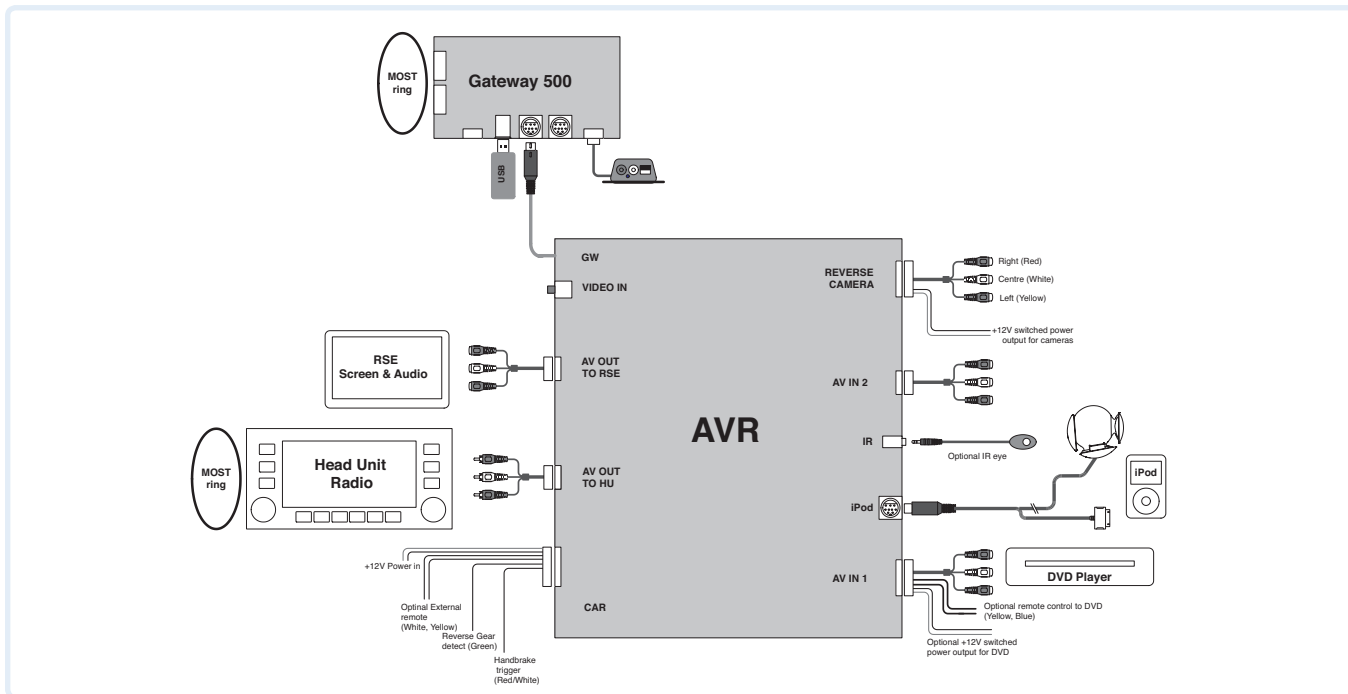 MOST
ring
Gateway 500
USB
GW
VIDEO IN
REVERSE
CAMERA
Right (Red)
Centre (White)
Left (Yellow)
+12V switched power
output for cameras
RSE
Screen & Audio
AV OUT
TO RSE
AV IN 2
AVR
IR
Optional IR eye
MOST
ring
Head Unit
Radio
AV OUT
TO HU
iPod
iPod
+12V Power in
CAR
AV IN 1
DVD Player
Optional remote control to DVD
(Yellow, Blue)
Optional +12V switched
power output for DVD
Optinal External
remote
(White, Yellow)
Reverse Gear
detect (Green)
Handbrake
trigger
(Red/White)